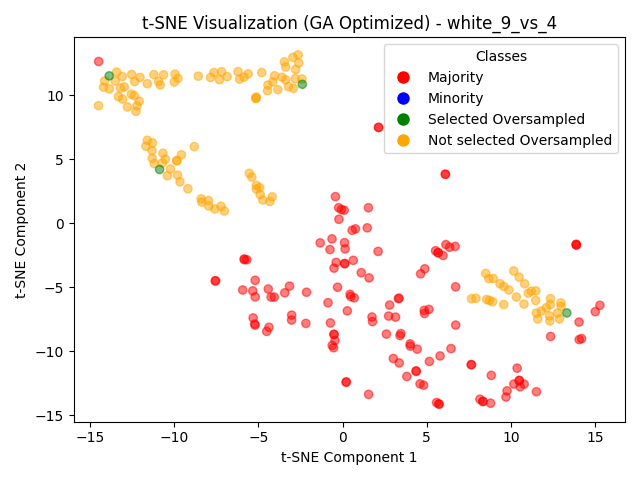 t-SNE Visualization (GA Optimized) - white_9_vs_4
Classes
Majority
Minority
Selected Oversampled
Not selected Oversampled
t-SNE Component 2
10
5
0
−5
−10
−15
−15 −10 −5 0 5 10 15
t-SNE Component 1